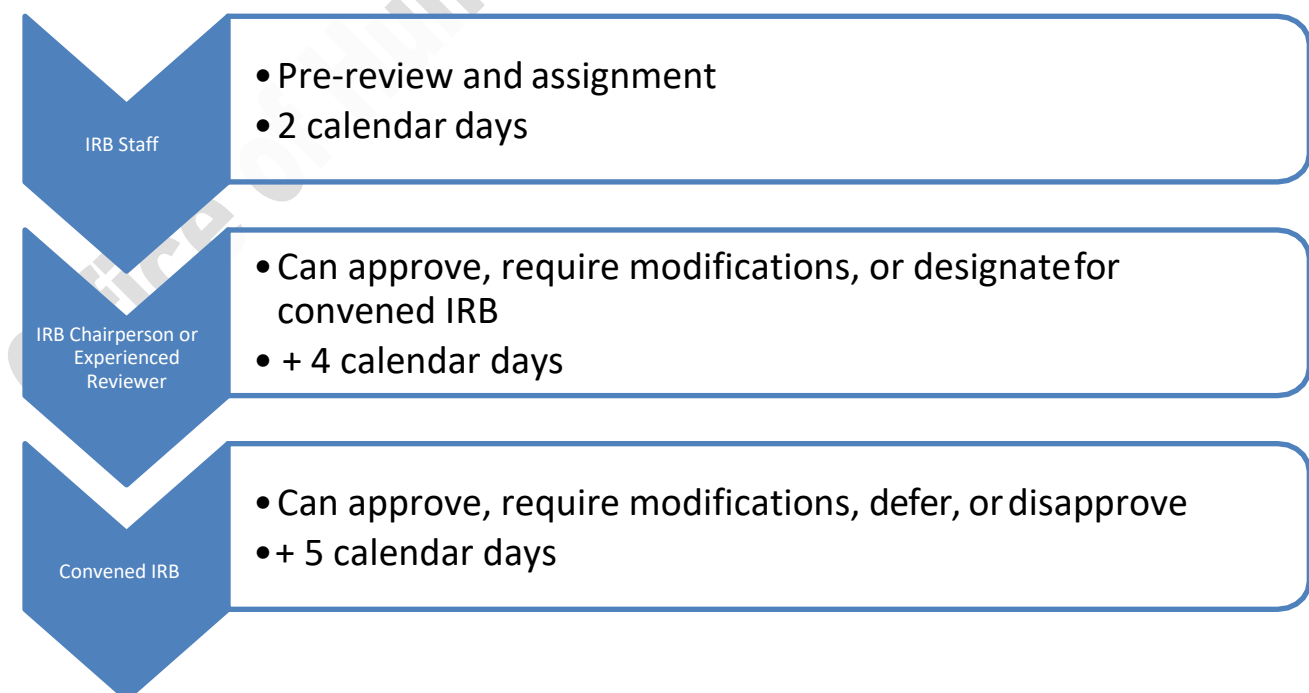 IRB Staff
• Pre-review and assignment
• 2 calendar days
IRB Chairperson or
Experienced
Reviewer
• Can approve, require modifications, or designatefor
convened IRB
• + 4 calendar days
Convened IRB
• Can approve, require modifications, defer, or disapprove
• + 5 calendar days